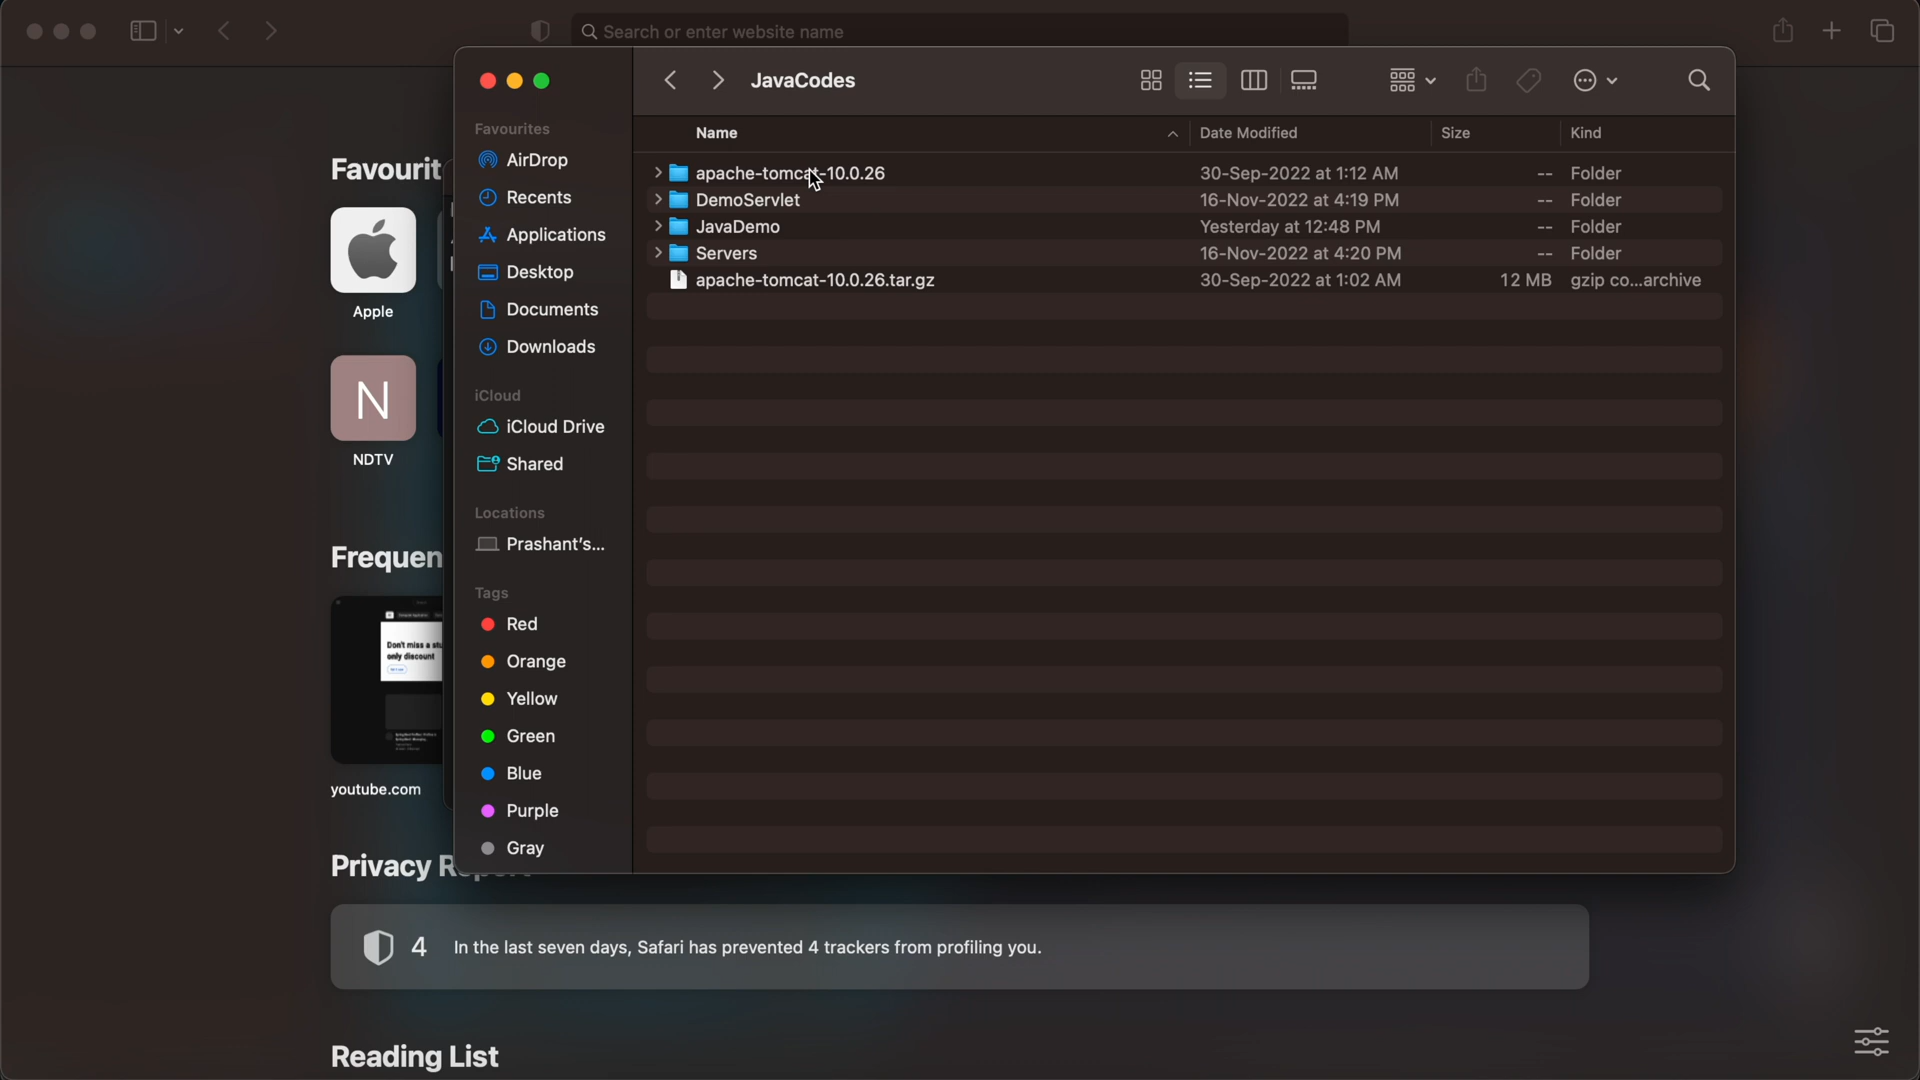 Search or enter website name
JavaCodes
Name
Date Modified
Size
Kind
apache-tomcat-10.0.26
30-Sep-2022 at 1:12 AM
--
Folder
DemoServlet
16-Nov-2022 at 4:19 PM
--
Folder
JavaDemo
Yesterday at 12:48 PM
--
Folder
Servers
16-Nov-2022 at 4:20 PM
--
Folder
apache-tomcat-10.0.26.tar.gz
30-Sep-2022 at 1:02 AM
12 MB
gzip co...archive
Favourites
AirDrop
Recents
Applications
Desktop
Documents
Downloads
iCloud
iCloud Drive
Shared
Locations
Prashant's...
Tags
Red
Orange
Yellow
Green
Blue
Purple
Gray
Favourit
Apple
N
NDTV
Frequen
Don't miss a stu
only discount
youtube.com
Privacy R
4
In the last seven days, Safari has prevented 4 trackers from profiling you.
Reading List